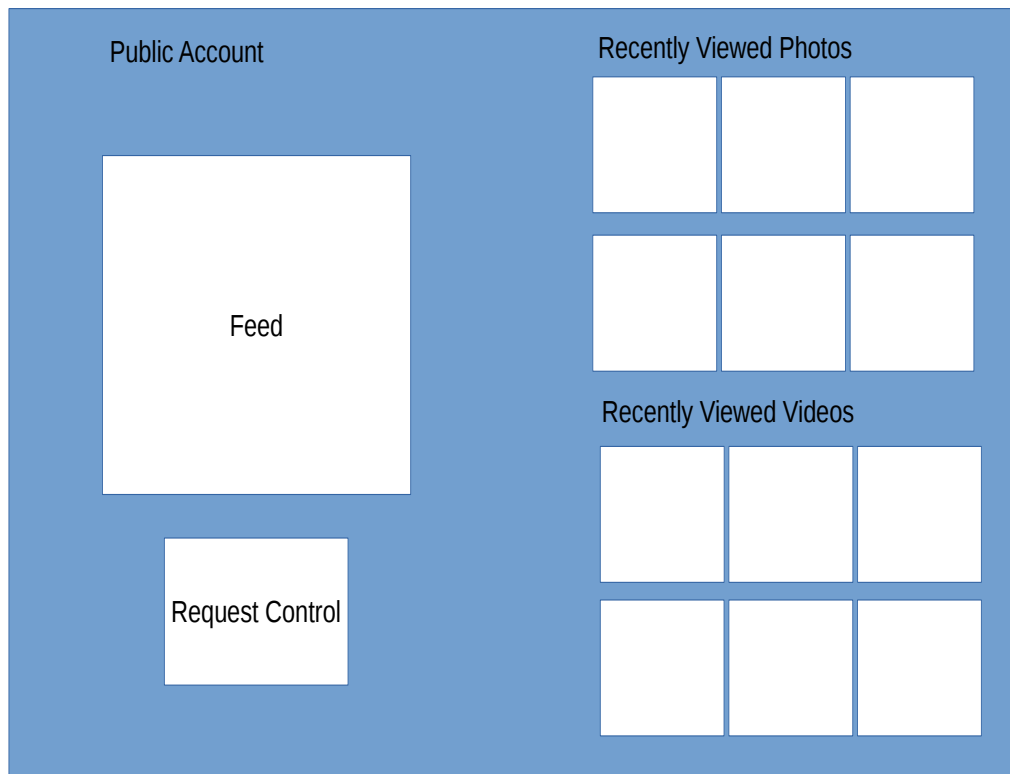 Public Account
Feed
Request Control
Recently Viewed Photos
Recently Viewed Videos